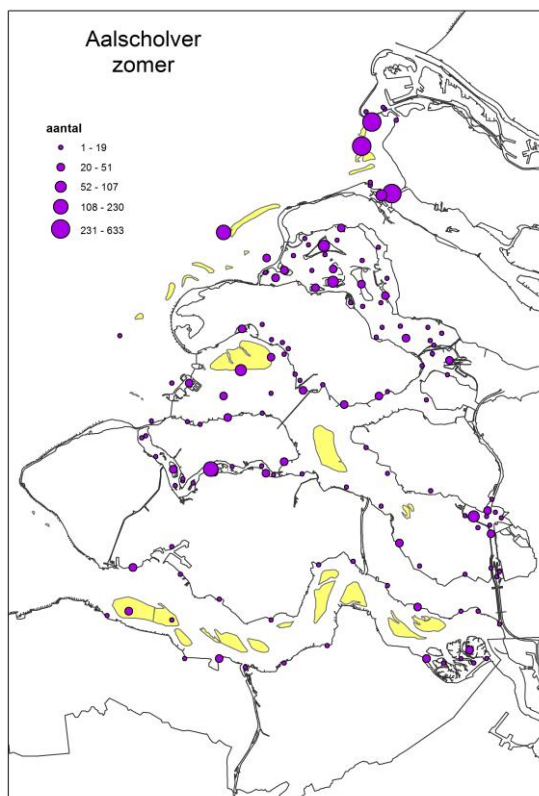 Aalscholver
zomer
aantal
1 - 19
20 - 51
52 - 107
108 - 230
231 - 633